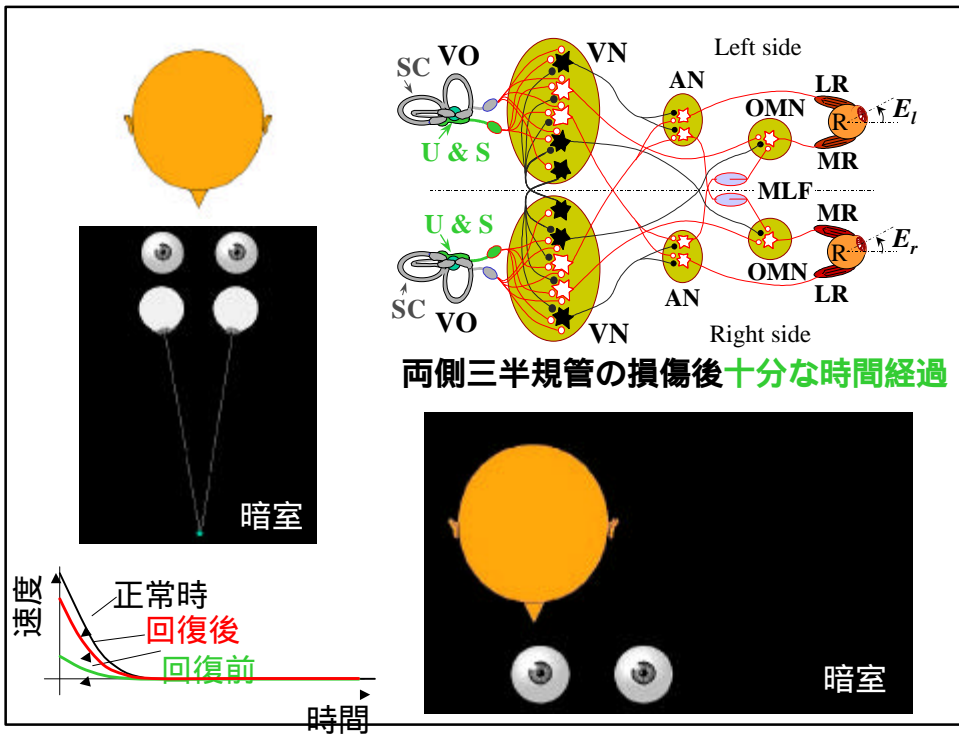 VO
SC
U & S
VN
Left side
AN
LR
OMN
R
E_l
MR
MLF
U & S
SC
VO
VN
AN
OMN
MR
R
E_r
LR
Right side
両側三半規管の損傷後十分な時間経過
暗室
速度
正常時
回復後
回復前
時間
暗室